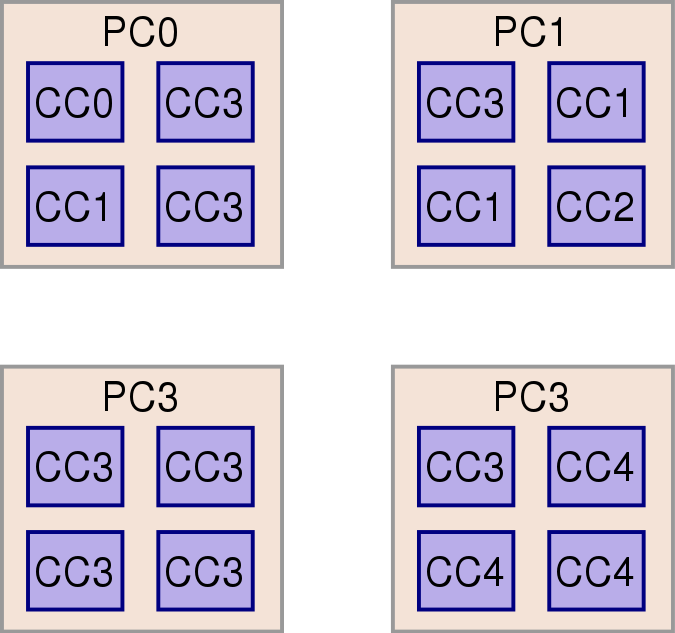 PC0
CC0 CC3
CC1 CC3
PC1
CC3 CC1
CC1 CC2
PC3
CC3 CC3
CC3 CC3
PC3
CC3 CC4
CC4 CC4